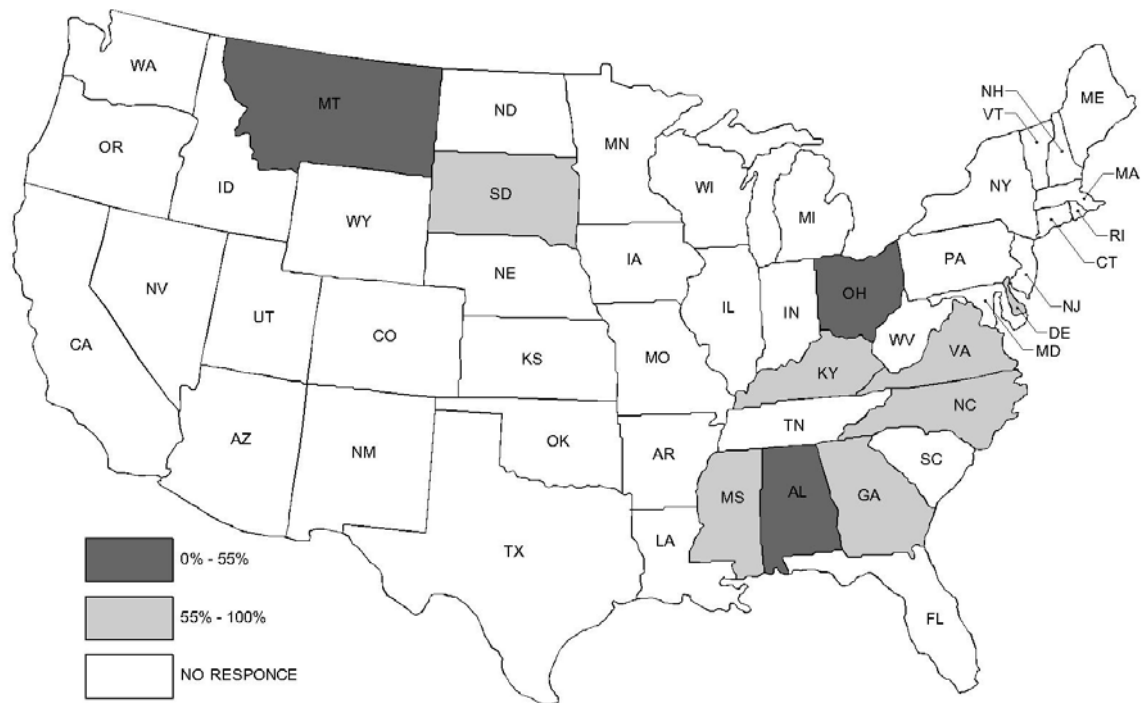 WA
MT
ND
MN
OR
ID
SD
WI
WY
MI
NY
VT
NH
ME
MA
RI
CT
NJ
DE
MD
PA
IA
NE
NV
UT
CO
CA
IL
IN
OH
WV
VA
KS
MO
KY
NC
TN
AZ
NM
OK
AR
SC
MS
AL
GA
TX
LA
FL
0% - 55%
55% - 100%
NO RESPONCE